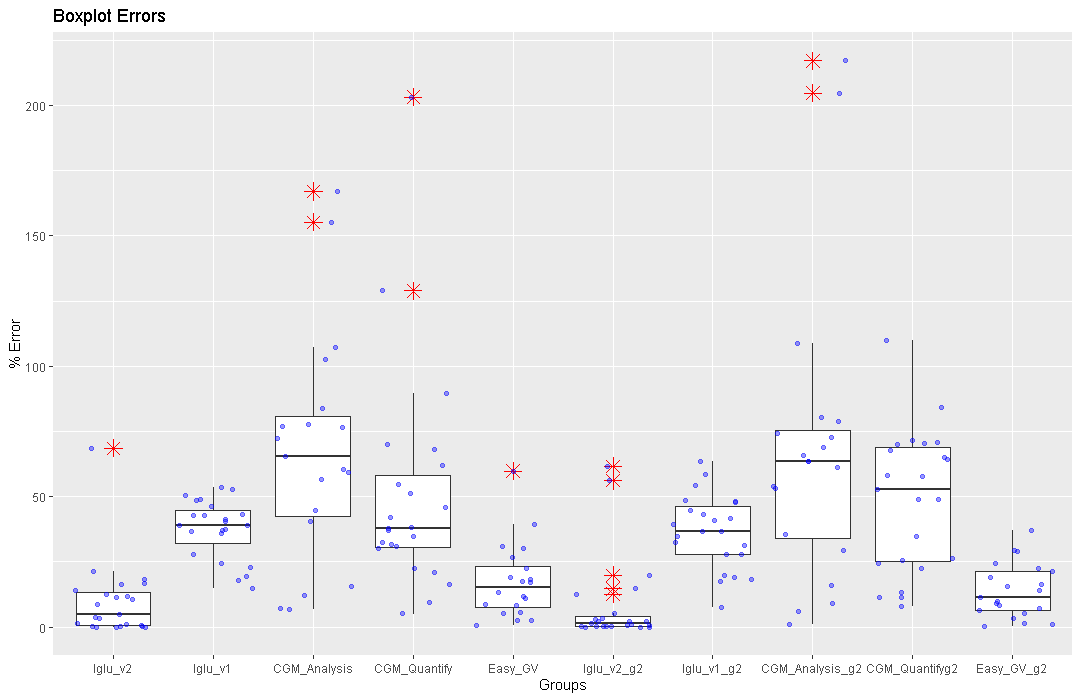 Boxplot Errors
% Error
200
150
100
50
0
Iglu_v2 Iglu_v1 CGM_Analysis CGM_Quantify Easy_GV Iglu_v2_g2 Iglu_v1_g2 CGM_Analysis_g2 CGM_Quantifyg2 Easy_GV_g2
Groups